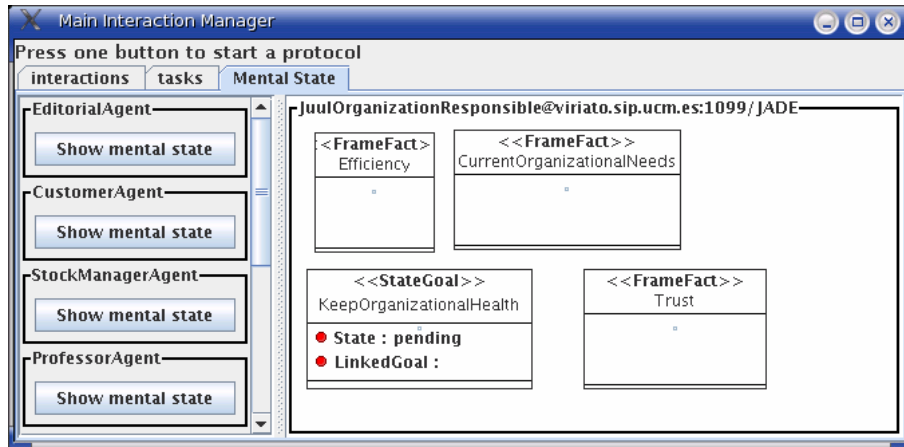 Main Interaction Manager
Press one button to start a protocol
interactions tasks Mental State
EditorialAgent
Show mental state
CustomerAgent
Show mental state
StockManagerAgent
Show mental state
ProfessorAgent
Show mental state
JuulOrganizationResponsible@viriato.sip.ucm.es:1099/JADE
<<FrameFact>
Efficiency
<<FrameFact>>
CurrentOrganizationalNeeds
<<StateGoal>>
KeepOrganizationalHealth
State : pending
LinkedGoal :
<<FrameFact>>
Trust